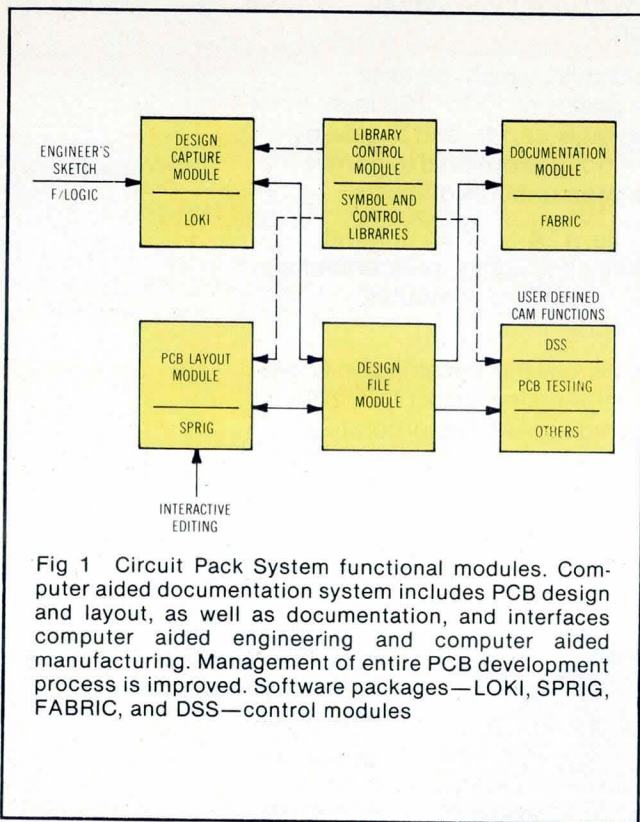 ENGINEER'S
SKETCH
F/LOGIC
DESIGN
CAPTURE
MODULE
LOKI
LIBRARY
CONTROL
MODULE
SYMBOL AND
CONTROL
LIBRARIES
DOCUMENTATION
MODULE
FABRIC
PCB LAYOUT
MODULE
SPRIG
DESIGN
FILE
MODULE
USER DEFINED
CAM FUNCTIONS
DSS
PCB TESTING
OTHERS
INTERACTIVE
EDITING
Fig 1 Circuit Pack System functional modules. Com-
puter aided documentation system includes PCB design
and layout, as well as documentation, and interfaces
computer aided engineering and computer aided
manufacturing. Management of entire PCB development
process is improved. Software packages—LOKI, SPRIG,
FABRIC, and DSS—control modules